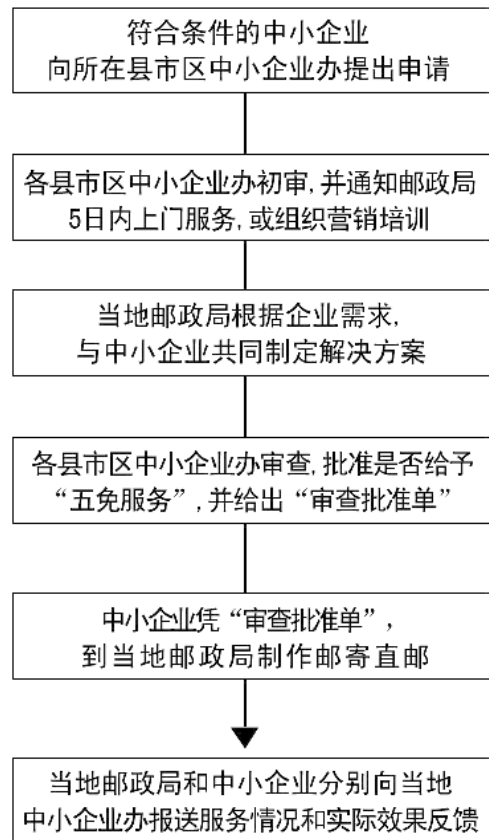 符合条件的中小企业
向所在县市区中小企业办提出申请
各县市区中小企业办初审,并通知邮政局
5日内上门服务,或组织营销培训
当地邮政局根据企业需求,
与中小企业共同制定解决方案
各县市区中小企业办审查,批准是否给予
“五免服务”,并给出“审查批准单”
中小企业凭“审查批准单”,
到当地邮政局制作邮寄直邮
当地邮政局和中小企业分别向当地
中小企业办报送服务情况和实际效果反馈